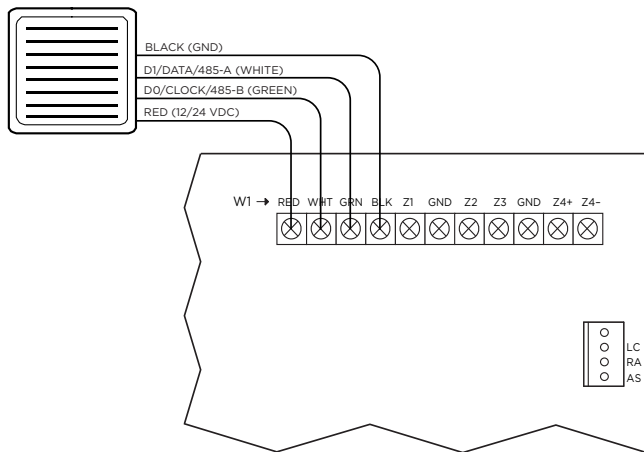 BLACK (GND)
D1/DATA/485-A (WHITE)
D0/CLOCK/485-B (GREEN)
RED (12/24 VDC)
W1 → RED WHT GRN BLK Z1 GND Z2 Z3 GND Z4+ Z4–
LC
RA
AS